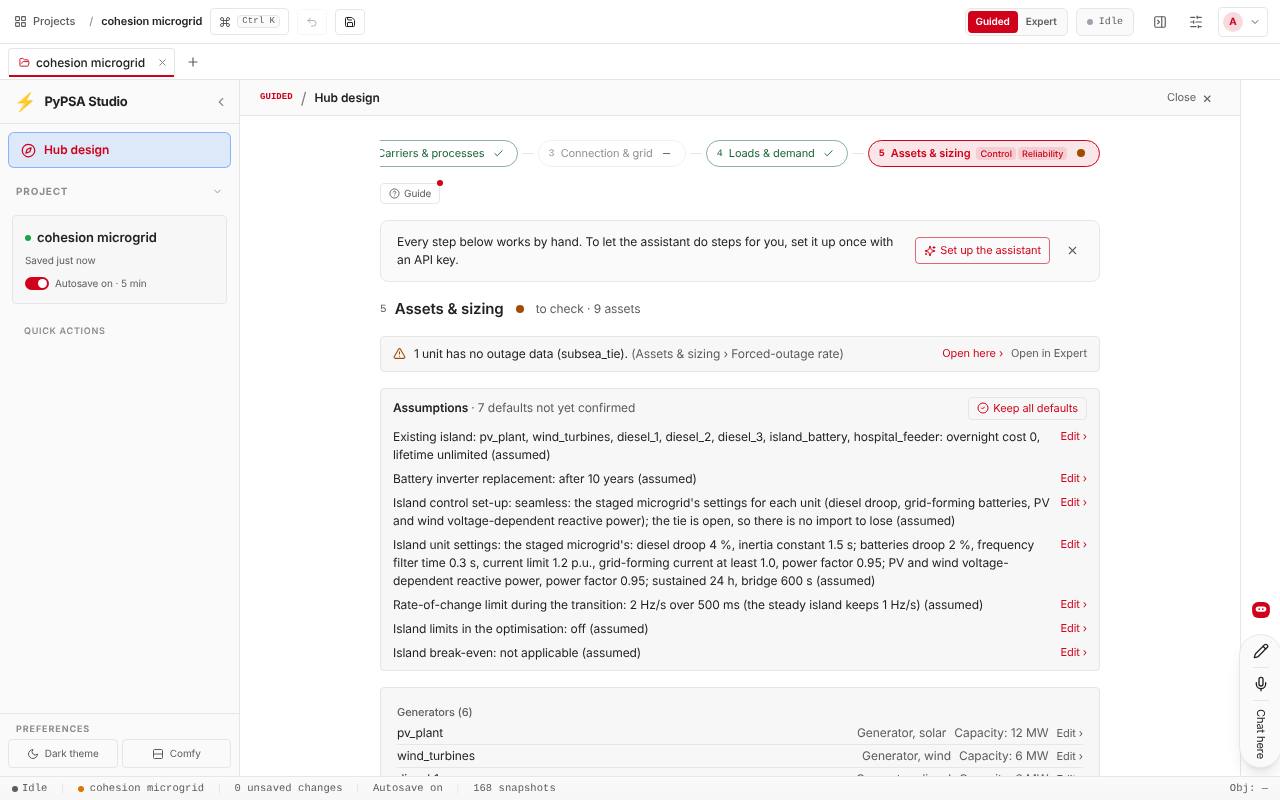 Projects / cohesion microgrid Ctrl K Guided Expert Idle A
cohesion microgrid
PyPSA Studio
GUIDED / Hub design Close
Hub design
Carriers & processes 3 Connection & grid 4 Loads & demand 5 Assets & sizing Control Reliability
PROJECT
Guide
cohesion microgrid
Saved just now
Autosave on · 5 min
QUICK ACTIONS
Every step below works by hand. To let the assistant do steps for you, set it up once with
an API key.
Set up the assistant
5 Assets & sizing to check · 9 assets
1 unit has no outage data (subsea_tie). (Assets & sizing › Forced-outage rate) Open here › Open in Expert
Assumptions · 7 defaults not yet confirmed Keep all defaults
Existing island: pv_plant, wind_turbines, diesel_1, diesel_2, diesel_3, island_battery, hospital_feeder: overnight cost 0, Edit ›
lifetime unlimited (assumed)
Battery inverter replacement: after 10 years (assumed) Edit ›
Island control set-up: seamless: the staged microgrid's settings for each unit (diesel droop, grid-forming batteries, PV Edit ›
and wind voltage-dependent reactive power); the tie is open, so there is no import to lose (assumed)
Island unit settings: the staged microgrid's: diesel droop 4 %, inertia constant 1.5 s; batteries droop 2 %, frequency Edit ›
filter time 0.3 s, current limit 1.2 p.u., grid-forming current at least 1.0, power factor 0.95; PV and wind voltage-
dependent reactive power, power factor 0.95; sustained 24 h, bridge 600 s (assumed)
Rate-of-change limit during the transition: 2 Hz/s over 500 ms (the steady island keeps 1 Hz/s) (assumed) Edit ›
Island limits in the optimisation: off (assumed) Edit ›
Island break-even: not applicable (assumed) Edit ›
Generators (6)
pv_plant Generator, solar Capacity: 12 MW Edit ›
wind_turbines Generator, wind Capacity: 6 MW Edit ›
Chat here
PREFERENCES
Dark theme Comfy
Idle cohesion microgrid 0 unsaved changes Autosave on 168 snapshots Obj: —